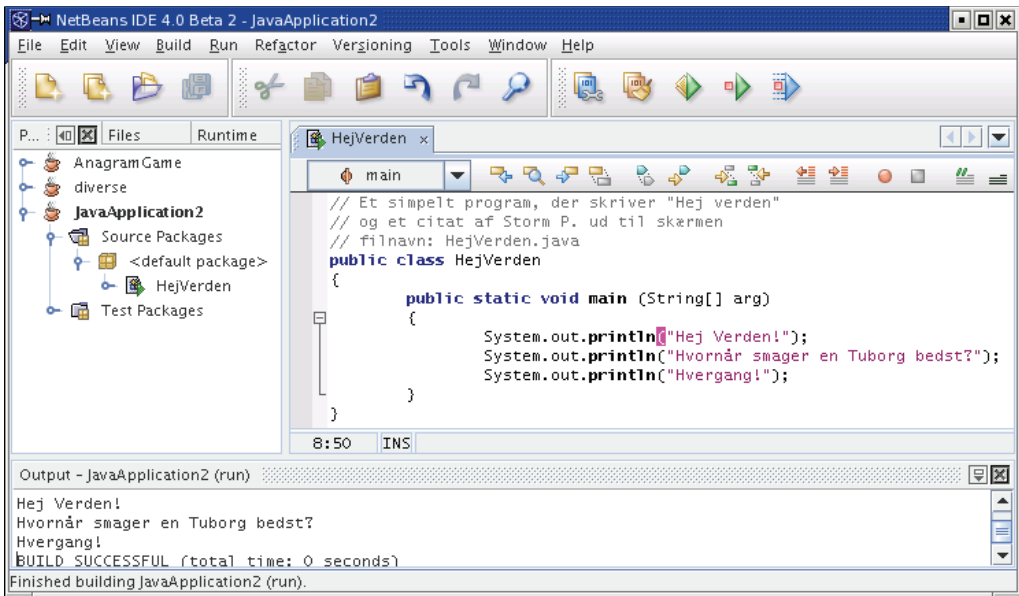 NetBeans IDE 4.0 Beta 2 - JavaApplication2
File Edit View Build Run Refactor Versioning Tools Window Help
P... Files Runtime
AnagramGame
diverse
JavaApplication2
Source Packages
<default package>
HejVerden
Test Packages
HejVerden x
main
// Et simpelt program, der skriver "Hej verden"
// og et citat af Storm P. ud til skærmen
// filnavn: HejVerden.java
public class HejVerden
{
public static void main (String[] arg)
{
System.out.println("Hej Verden!");
System.out.println("Hvornår smager en Tuborg bedst?");
System.out.println("Hvergang!");
}
}
8:50 INS
Output - JavaApplication2 (run)
Hej Verden!
Hvornår smager en Tuborg bedst?
Hvergang!
BUILD SUCCESSFUL (total time: 0 seconds)
Finished building JavaApplication2 (run).